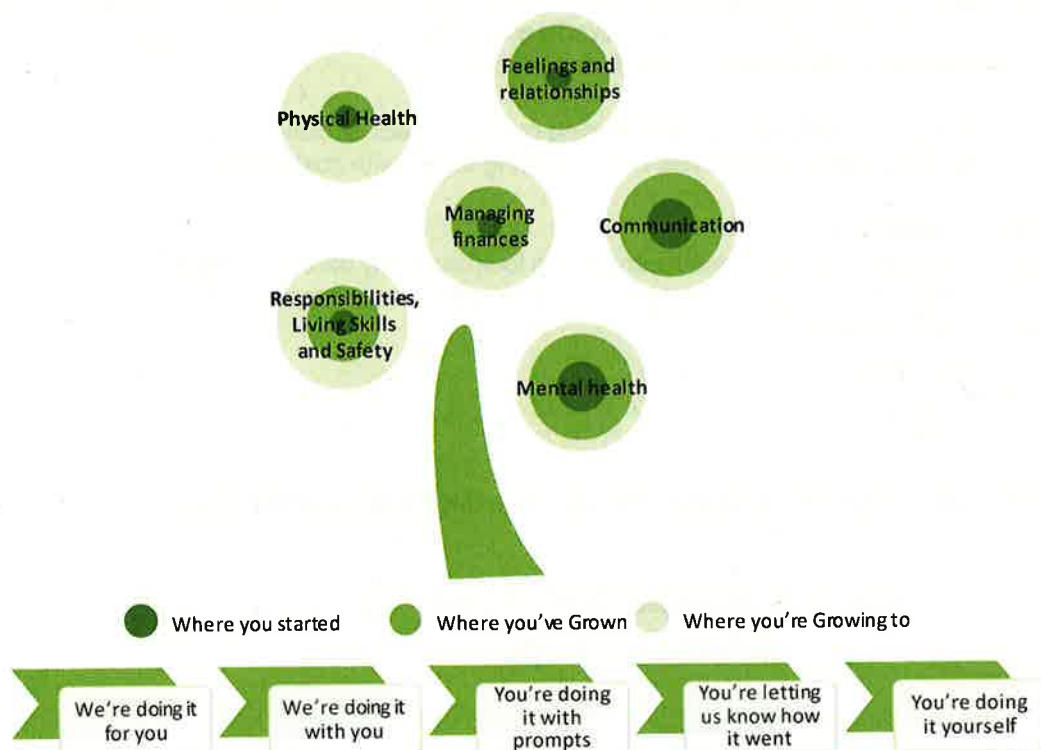 Feelings and
relationships
Physical Health
Managing
finances
Communication
Responsibilities,
Living Skills
and Safety
Mental health
Where you started
Where you've Grown
Where you're Growing to
We're doing it
for you
We're doing it
with you
You're doing
it with
prompts
You're letting
us know how
it went
You're doing
it yourself